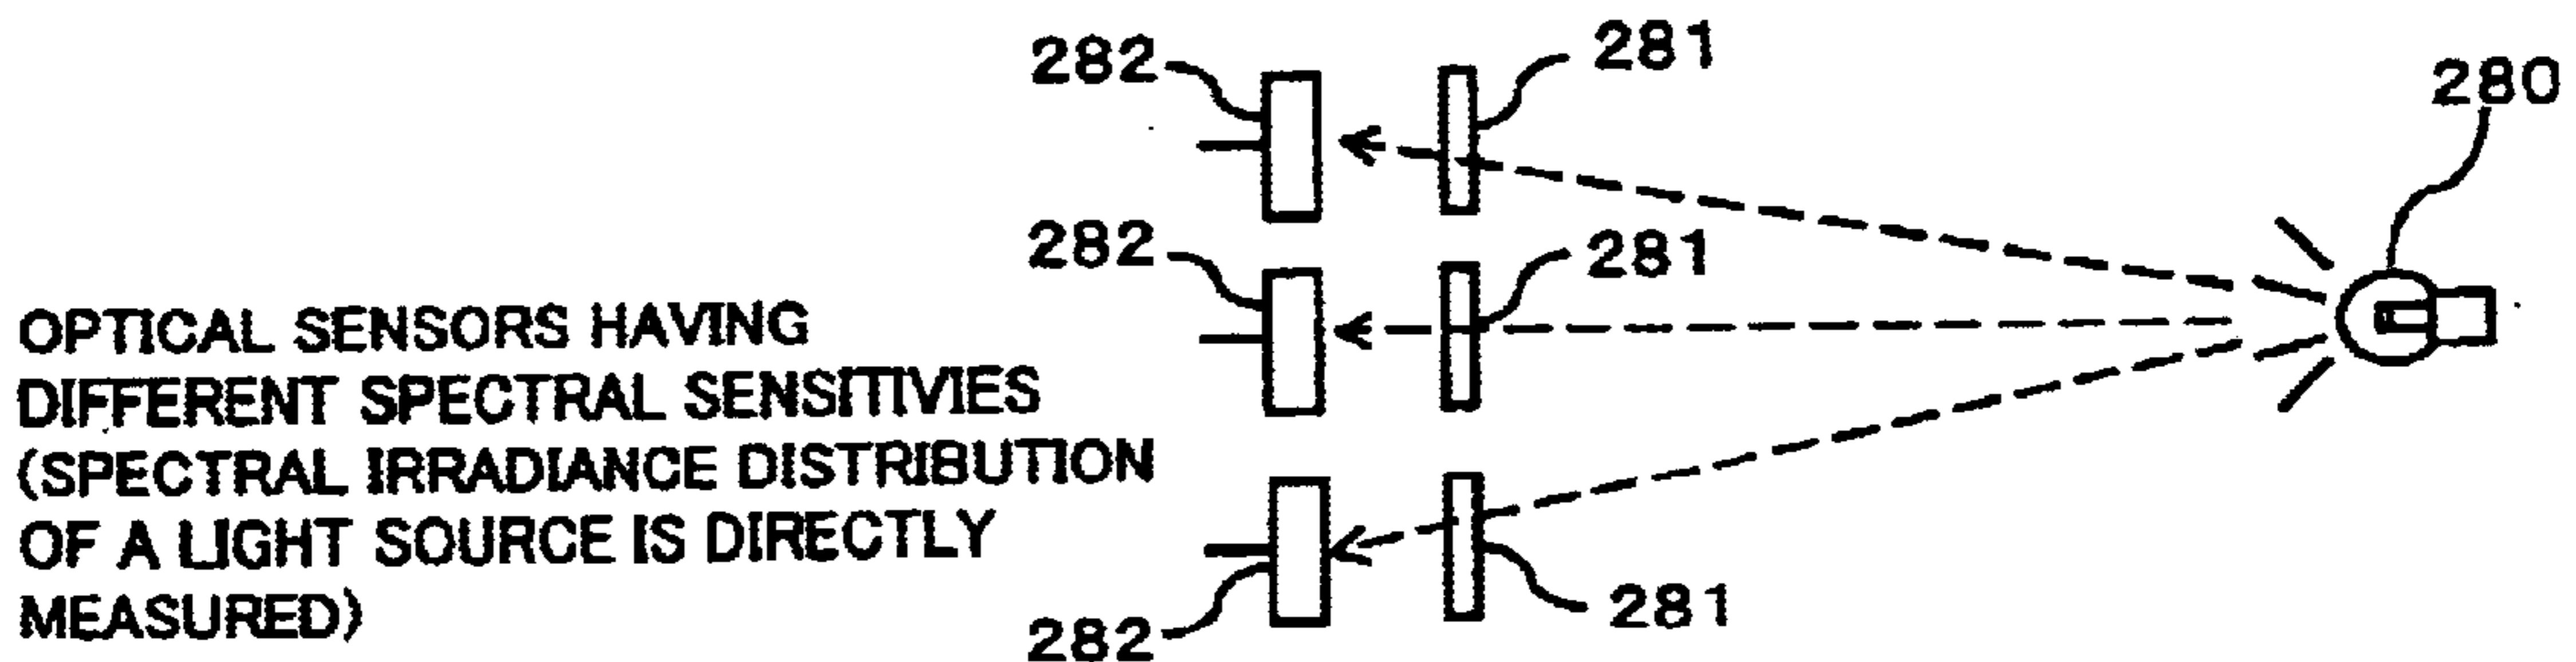 282
281
280
282
281
OPTICAL SENSORS HAVING
DIFFERENT SPECTRAL SENSITIVIES
(SPECTRAL IRRADIANCE DISTRIBUTION
OF A LIGHT SOURCE IS DIRECTLY
MEASURED)
282
281